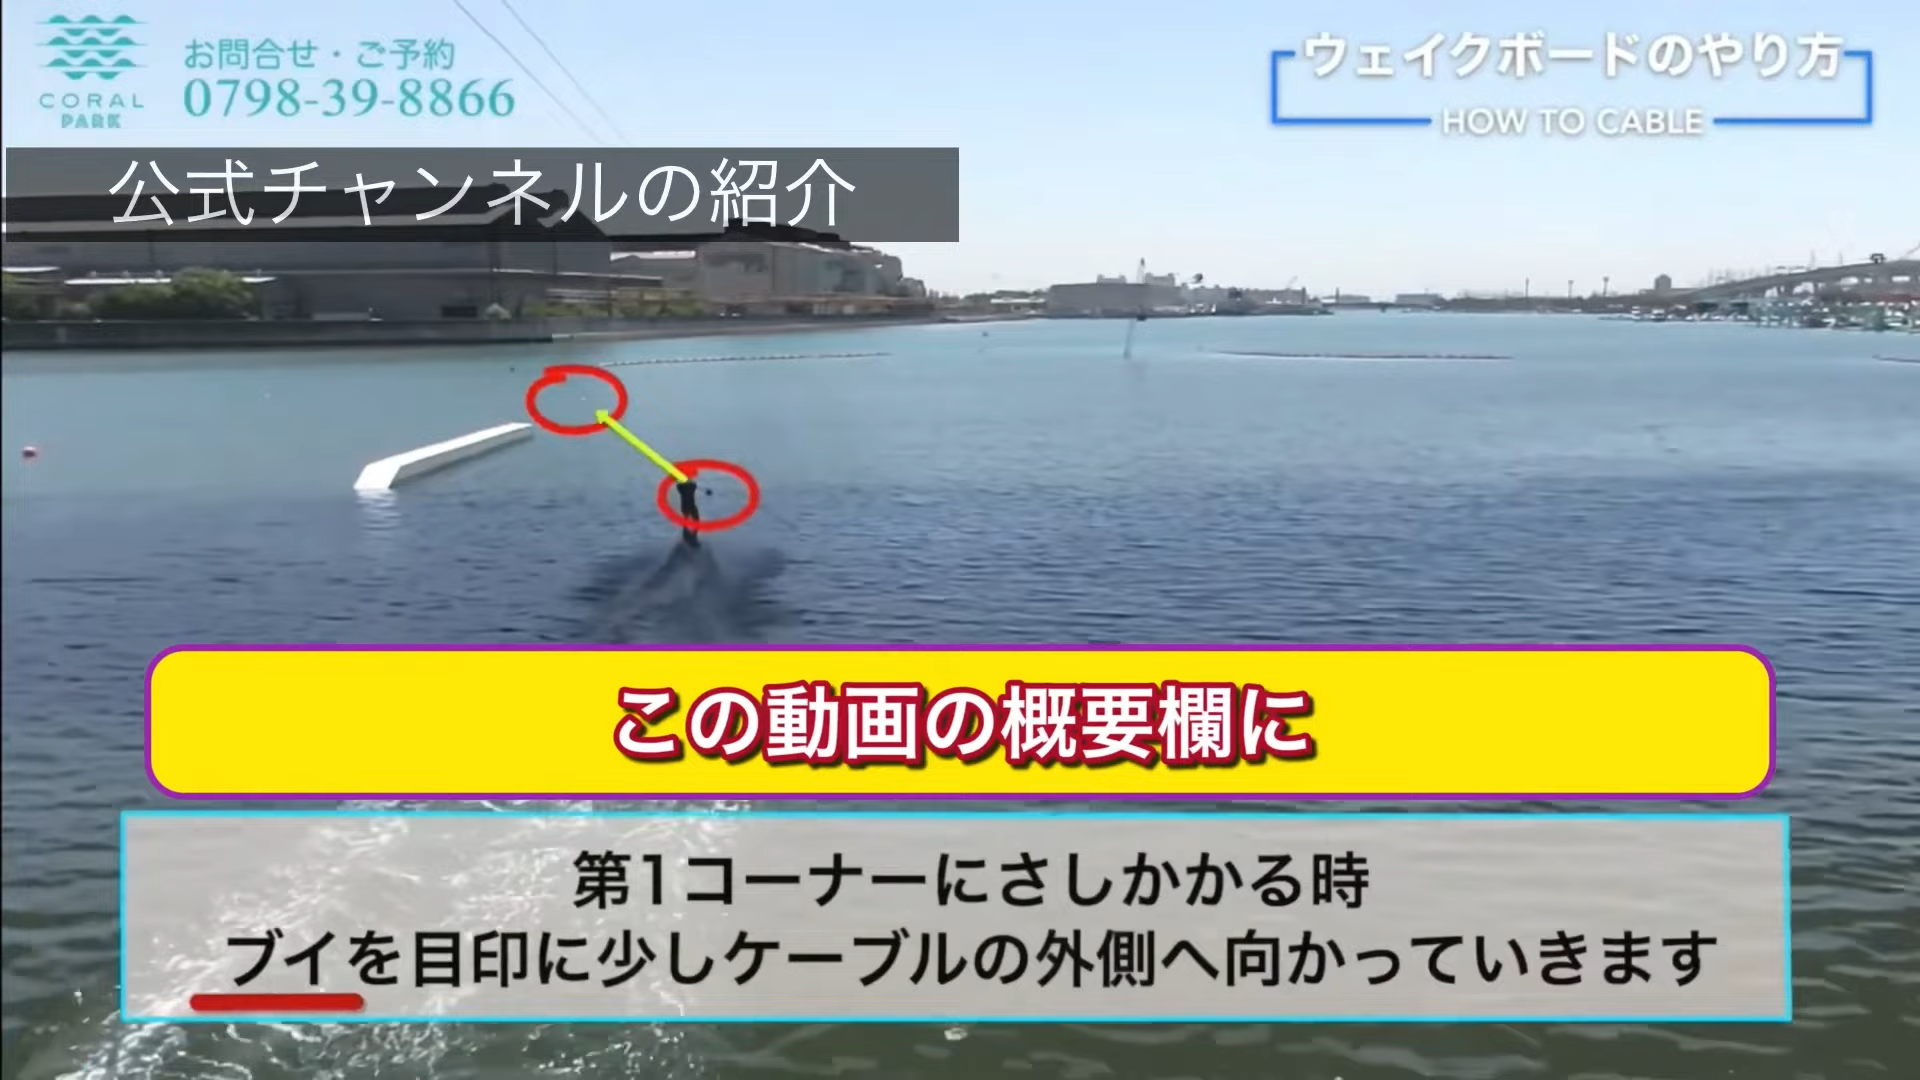 CORAL
PARK
お問合せ・ご予約
0798-39-8866
ウェイクボードのやり方
HOW TO CABLE
公式チャンネルの紹介
この動画の概要欄に
第1コーナーにさしかかる時
ブイを目印に少しケーブルの外側へ向かっていきます